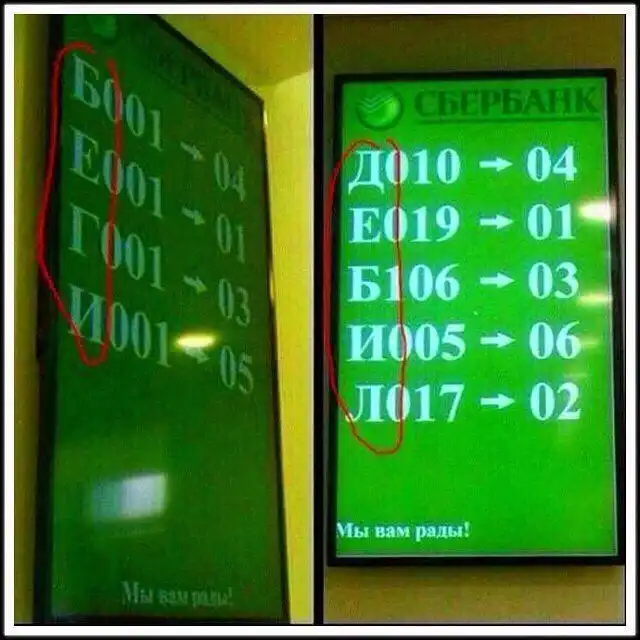 СБЕРБАНК
Б001 → 04
Е001 → 01
Г001 → 03
И001 → 05
Мы вам рады!
СБЕРБАНК
Д010 → 04
Е019 → 01
Б106 → 03
И005 → 06
Л017 → 02
Мы вам рады!